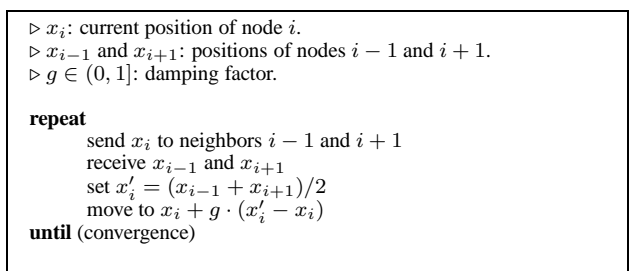 ▷ x_i: current position of node i.
▷ x_{i−1} and x_{i+1}: positions of nodes i − 1 and i + 1.
▷ g ∈ (0, 1]: damping factor.
repeat
send x_i to neighbors i − 1 and i + 1
receive x_{i−1} and x_{i+1}
set x′_i = (x_{i−1} + x_{i+1})/2
move to x_i + g · (x′_i − x_i)
until (convergence)